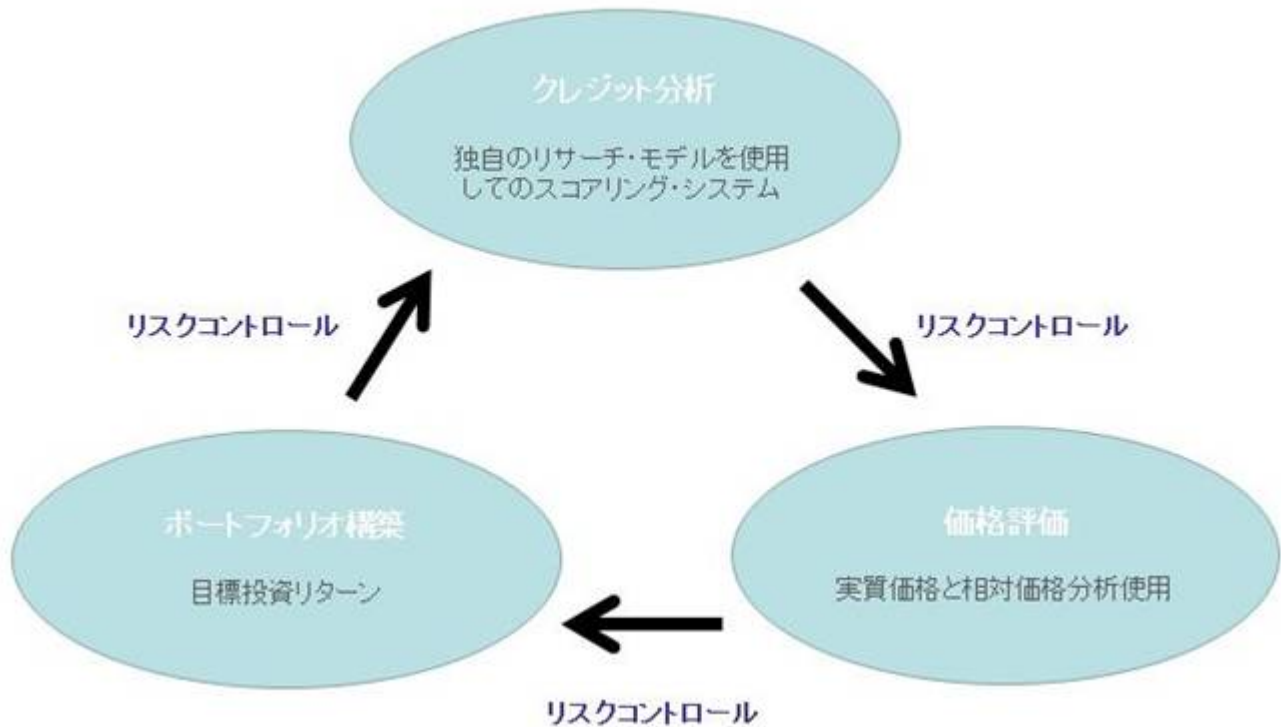 クレジット分析
独自のリサーチ・モデルを使用
してのスコアリング・システム
リスクコントロール
リスクコントロール
ポートフォリオ構築
目標投資リターン
価格評価
実質価格と相対価格分析使用
リスクコントロール